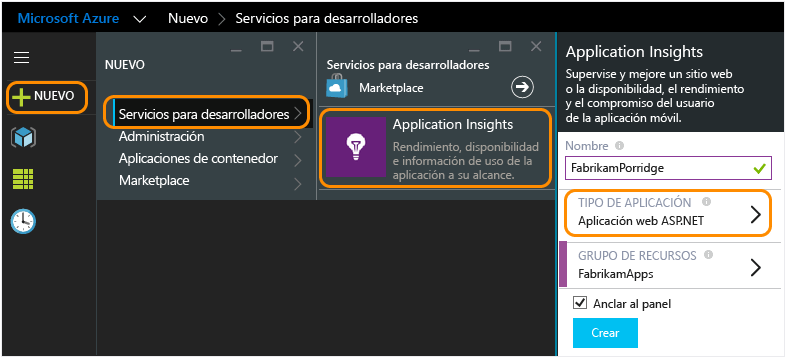 Microsoft Azure Nuevo > Servicios para desarrolladores
NUEVO
NUEVO
Servicios para desarrolladores
Administración
Aplicaciones de contenedor
Marketplace
Servicios para desarrolladores
Marketplace
Application Insights
Rendimiento, disponibilidad
e información de uso de la
aplicación a su alcance.
Application Insights
Supervise y mejore un sitio web
o la disponibilidad, el rendimiento
y el compromiso del usuario
de la aplicación móvil.
Nombre
FabrikamPorridge
TIPO DE APLICACIÓN
Aplicación web ASP.NET
GRUPO DE RECURSOS
FabrikamApps
Anclar al panel
Crear